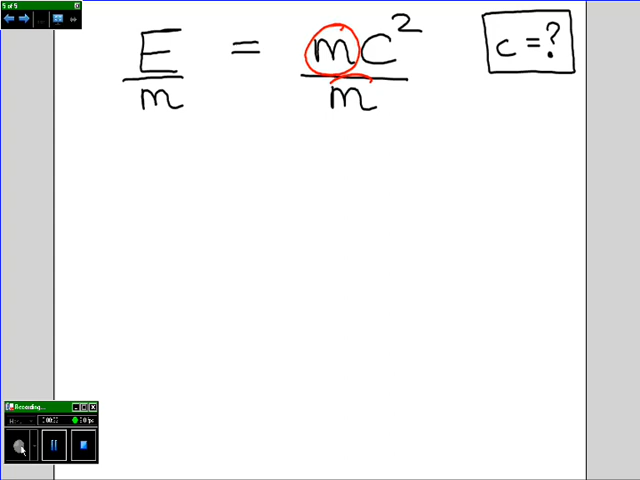 5 of 5
E = mc² c = ?
m m
Recording...